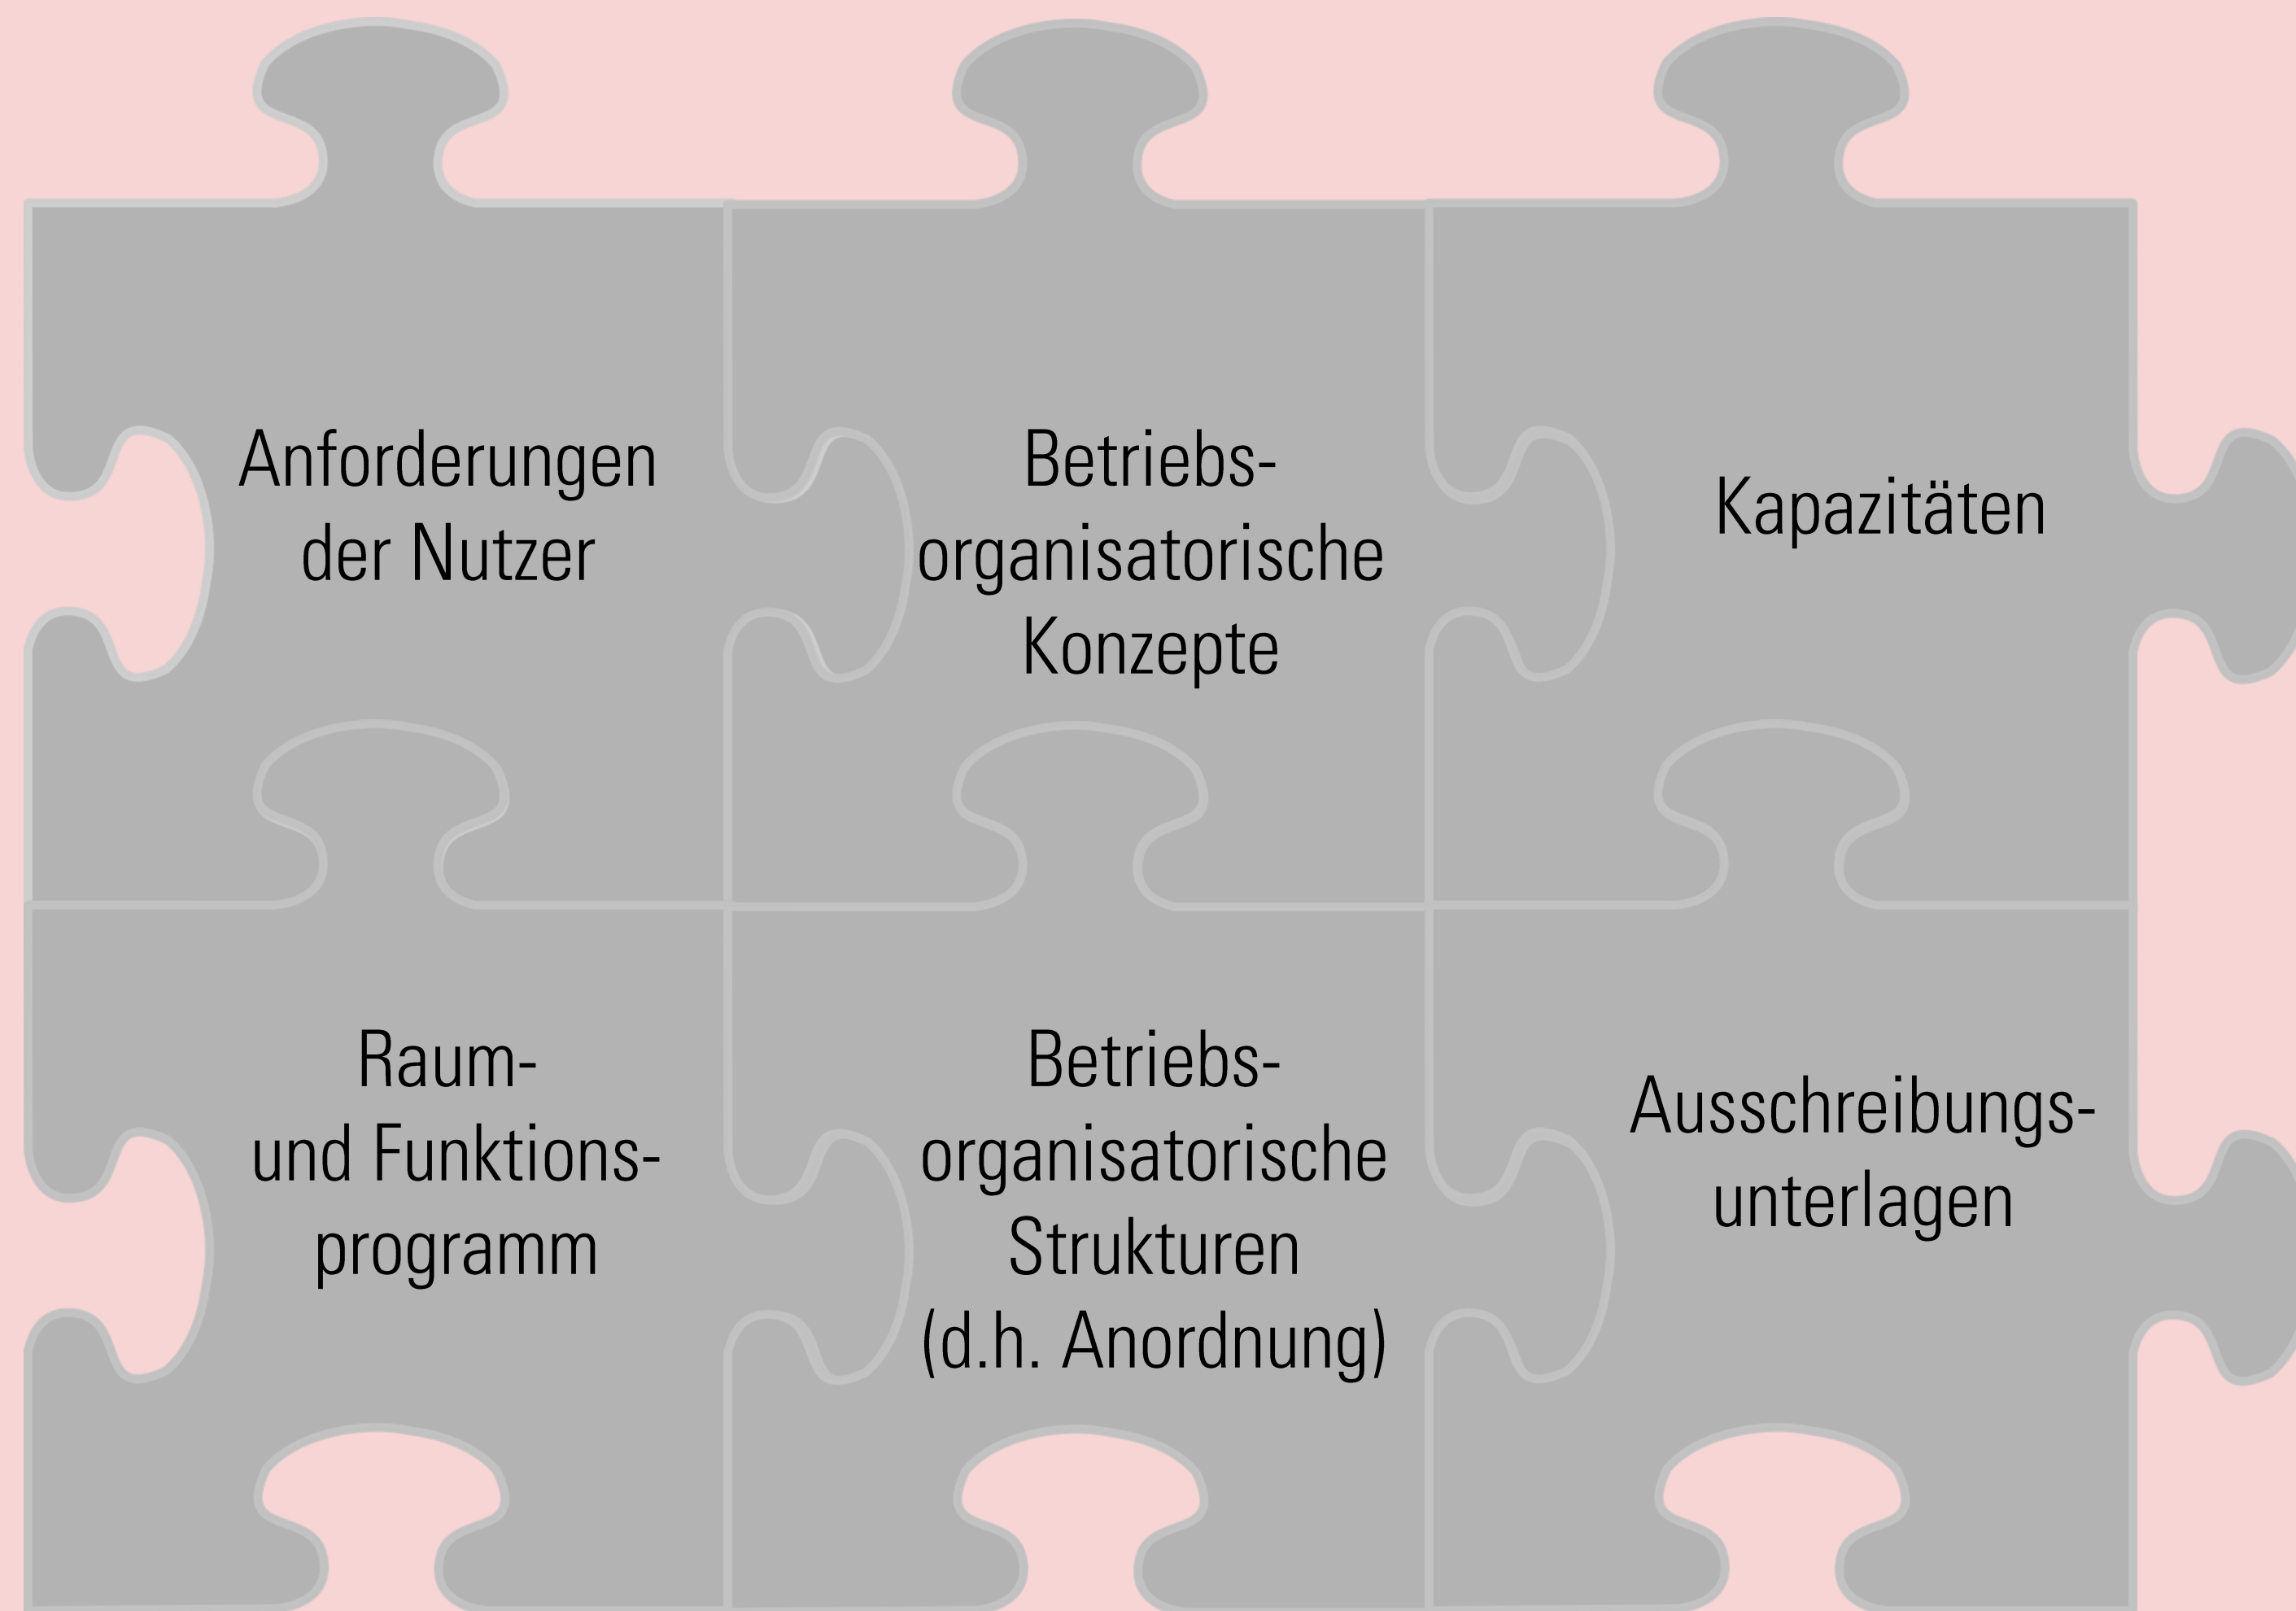 Anforderungen
der Nutzer
Betriebs-
organisatorische
Konzepte
Kapazitäten
Raum-
und Funktions-
programm
Betriebs-
organisatorische
Strukturen
(d.h. Anordnung)
Ausschreibungs-
unterlagen